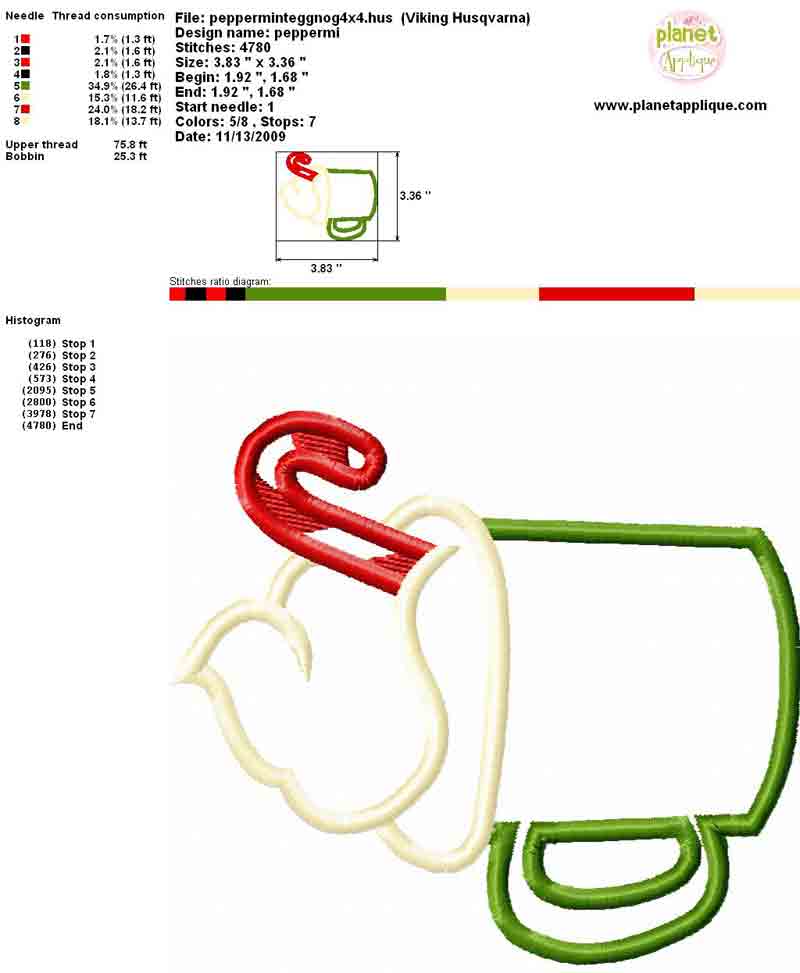 Needle Thread consumption
1 1.7% (1.3 ft)
2 2.1% (1.6 ft)
3 2.1% (1.6 ft)
4 1.8% (1.3 ft)
5 34.9% (26.4 ft)
6 15.3% (11.6 ft)
7 24.0% (18.2 ft)
8 18.1% (13.7 ft)
Upper thread 75.8 ft
Bobbin 25.3 ft
File: pepperminteggnog4x4.hus (Viking Husqvarna)
Design name: peppermi
Stitches: 4780
Size: 3.83 " x 3.36 "
Begin: 1.92 ", 1.68 "
End: 1.92 ", 1.68 "
Start needle: 1
Colors: 5/8 , Stops: 7
Date: 11/13/2009
planet
Applique
www.planetapplique.com
3.36 "
3.83 "
Stitches ratio diagram:
Histogram
(118) Stop 1
(276) Stop 2
(426) Stop 3
(573) Stop 4
(2095) Stop 5
(2800) Stop 6
(3978) Stop 7
(4780) End